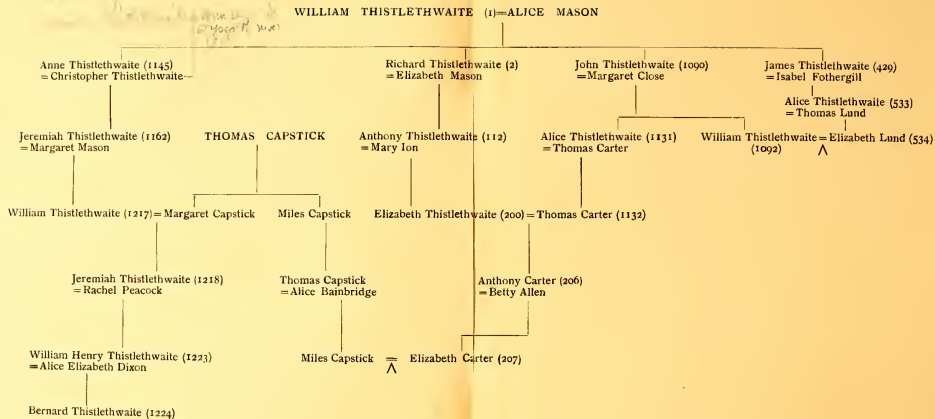 WILLIAM THISTLETHWAITE (1)=ALICE MASON
Anne Thistlethwaite (1145)
=Christopher Thistlethwaite—
Richard Thistlethwaite (2)
=Elizabeth Mason
John Thistlethwaite (1090)
=Margaret Close
James Thistlethwaite (429)
=Isabel Fothergill
Alice Thistlethwaite (533)
=Thomas Lund
Jeremiah Thistlethwaite (1162)
=Margaret Mason
THOMAS CAPSTICK
Anthony Thistlethwaite (112)
=Mary Ion
Alice Thistlethwaite (1131)
=Thomas Carter
William Thistlethwaite = Elizabeth Lund (534)
(1092)
William Thistlethwaite (1217) = Margaret Capstick
Miles Capstick
Elizabeth Thistlethwaite (200) = Thomas Carter (1132)
Jeremiah Thistlethwaite (1218)
=Rachel Peacock
Thomas Capstick
=Alice Bainbridge
Anthony Carter (206)
=Betty Allen
William Henry Thistlethwaite (1223)
=Alice Elizabeth Dixon
Miles Capstick = Elizabeth Carter (207)
Bernard Thistlethwaite (1224)